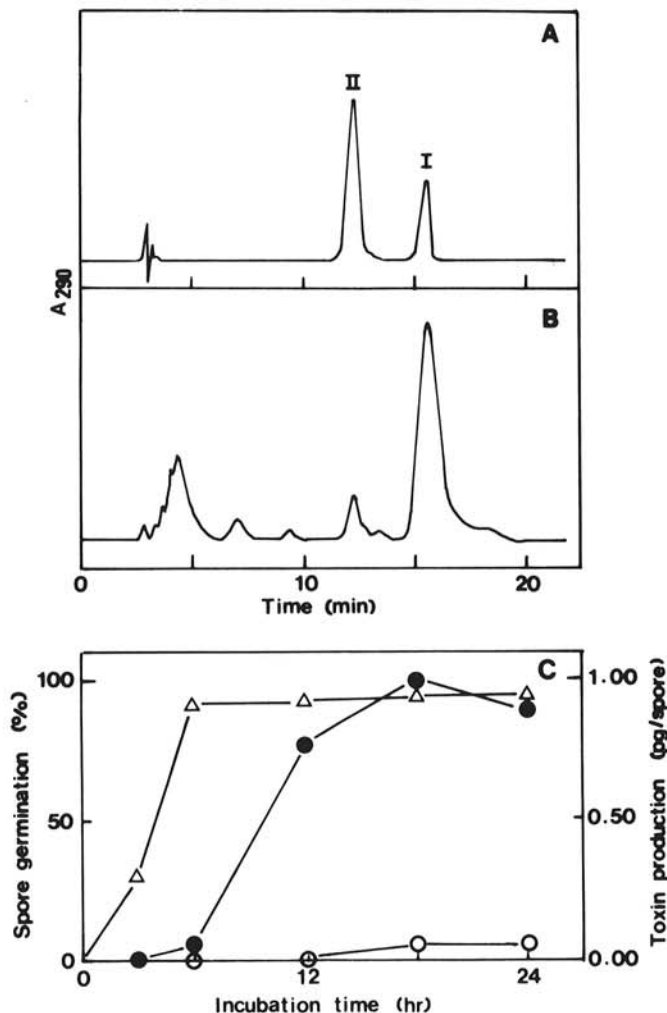 A
II
I
A 290
B
0 10 20
Time (min)
C
Spore germination (%)
100
50
0
Toxin production (pg/spore)
1.00
0.50
0.00
0 12 24
Incubation time (hr)